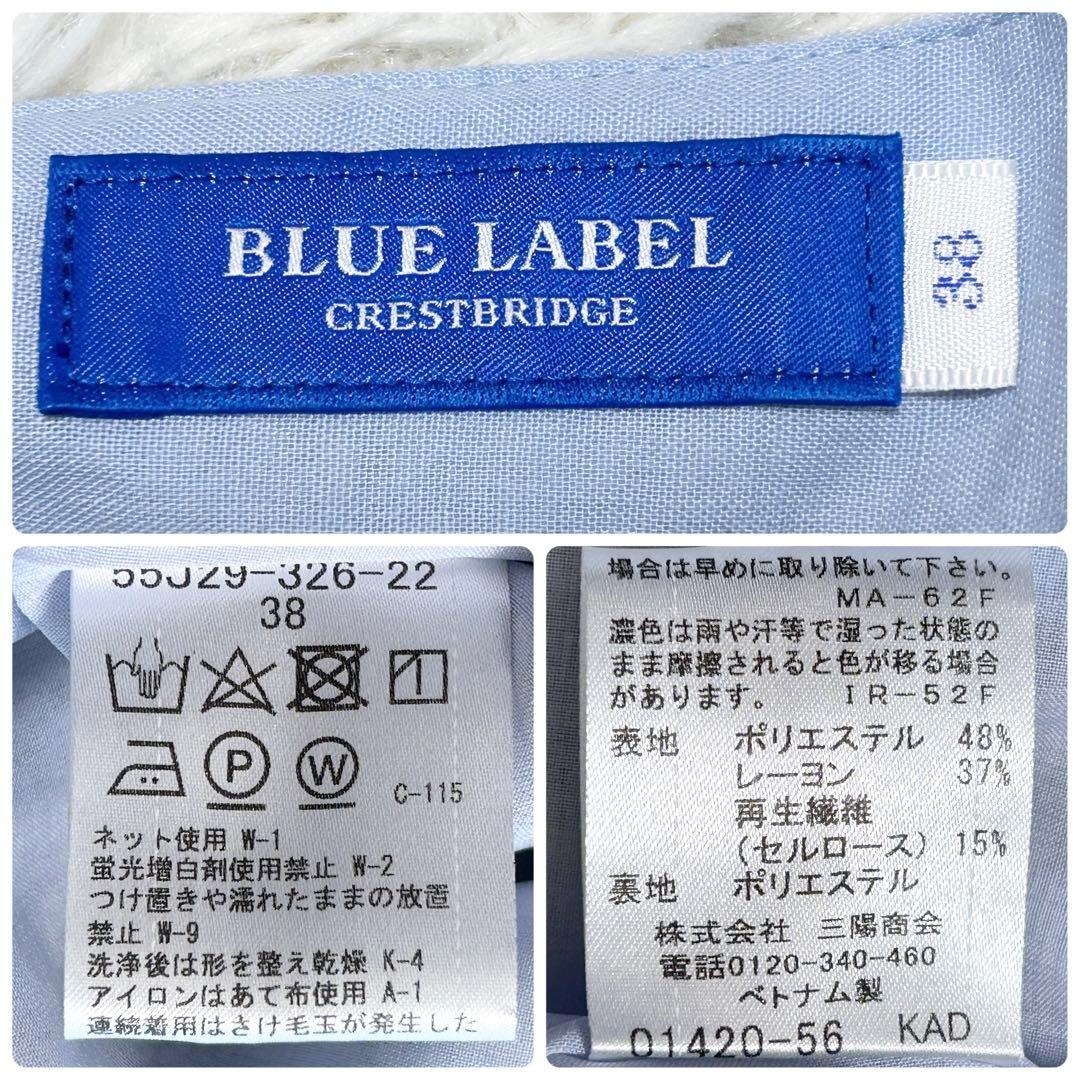 BLUE LABEL
CRESTBRIDGE
38
55J29-326-22
38
P
W
C-115
ネット使用 W-1
蛍光増白剤使用禁止 W-2
つけ置きや濡れたままの放置
禁止 W-9
洗浄後は形を整え乾燥 K-4
アイロンはあて布使用 A-1
連続着用はさけ毛玉が発生した
場合は早めに取り除いて下さい。
MA-62F
濃色は雨や汗等で湿った状態の
まま摩擦されると色が移る場合
があります。 IR-52F
表地 ポリエステル 48%
レーヨン 37%
再生繊維
(セルロース) 15%
裏地 ポリエステル
株式会社 三陽商会
電話0120-340-460
ベトナム製
01420-56 KAD